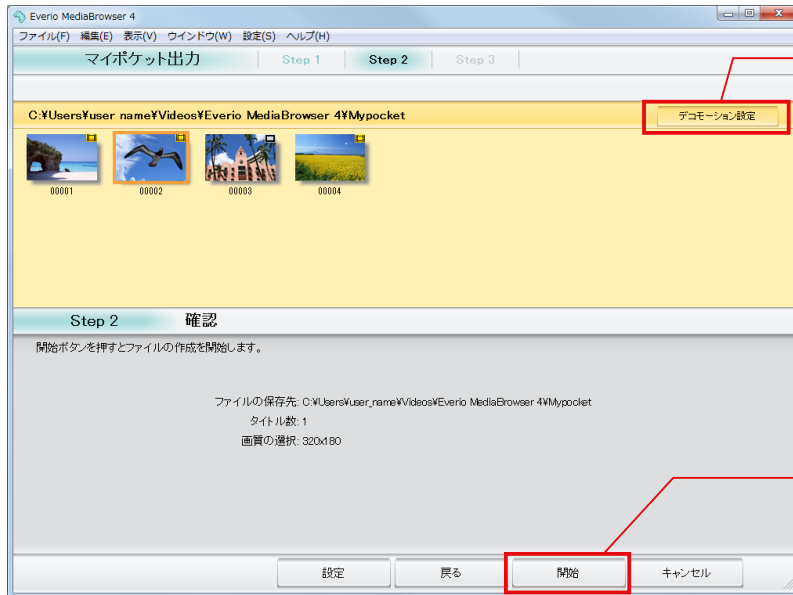 Everio MediaBrowser 4
ファイル(F) 編集(E) 表示(V) ウインドウ(W) 設定(S) ヘルプ(H)
マイポケット出力 Step 1 Step 2 Step 3
C:¥Users¥user name¥Videos¥Everio MediaBrowser 4¥Mypocket デコモーション設定
00001 00002 00003 00004
Step 2 確認
開始ボタンを押すとファイルの作成を開始します。
ファイルの保存先: C:¥Users¥user_name¥Videos¥Everio MediaBrowser 4¥Mypocket
タイトル数: 1
画質の選択: 320x180
設定 戻る 開始 キャンセル